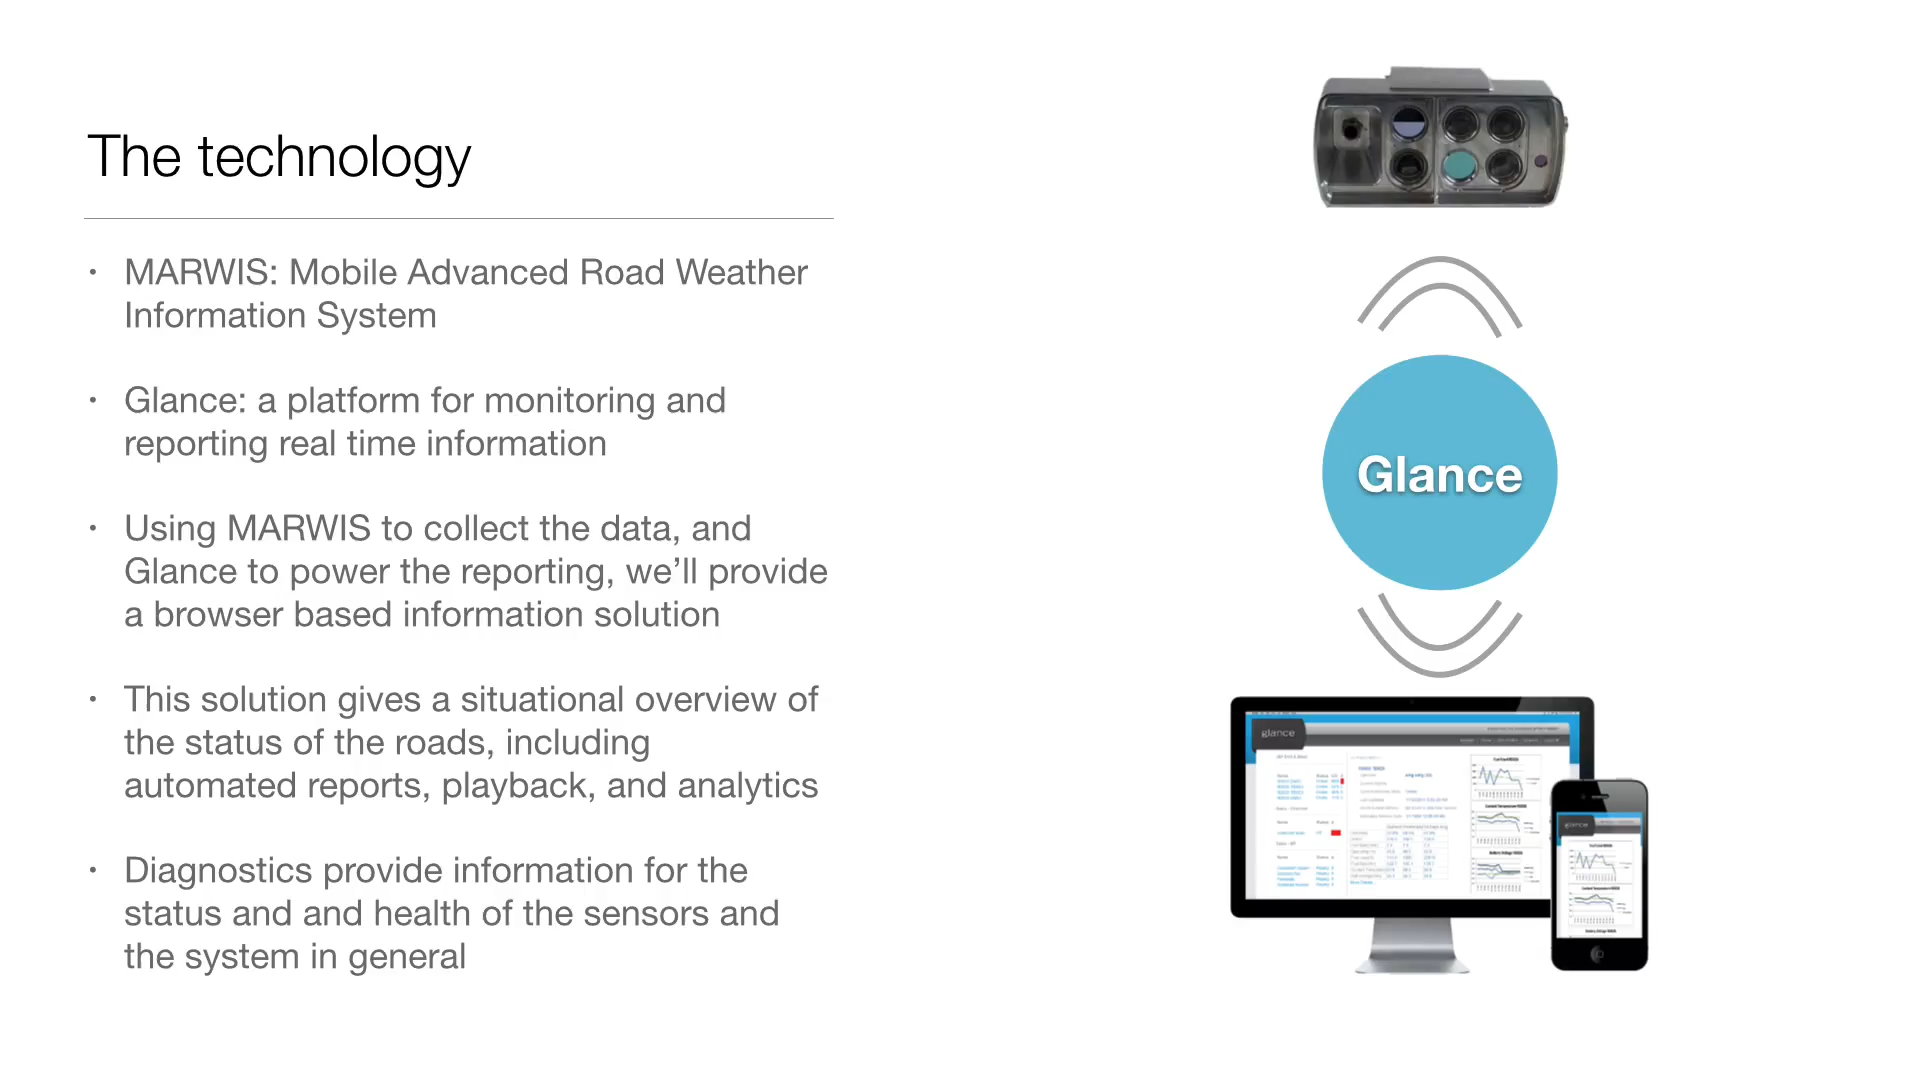 The technology
• MARWIS: Mobile Advanced Road Weather
Information System
• Glance: a platform for monitoring and
reporting real time information
• Using MARWIS to collect the data, and
Glance to power the reporting, we’ll provide
a browser based information solution
• This solution gives a situational overview of
the status of the roads, including
automated reports, playback, and analytics
• Diagnostics provide information for the
status and and health of the sensors and
the system in general
Glance
glance
glance